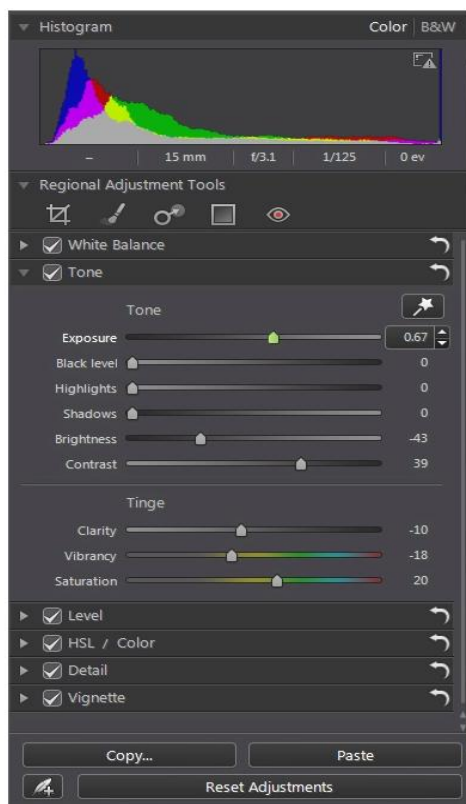 Histogram Color B&W
– 15 mm f/3.1 1/125 0 ev
Regional Adjustment Tools
White Balance
Tone
Tone
Exposure 0.67
Black level 0
Highlights 0
Shadows 0
Brightness -43
Contrast 39
Tinge
Clarity -10
Vibrancy -18
Saturation 20
Level
HSL / Color
Detail
Vignette
Copy... Paste
Reset Adjustments